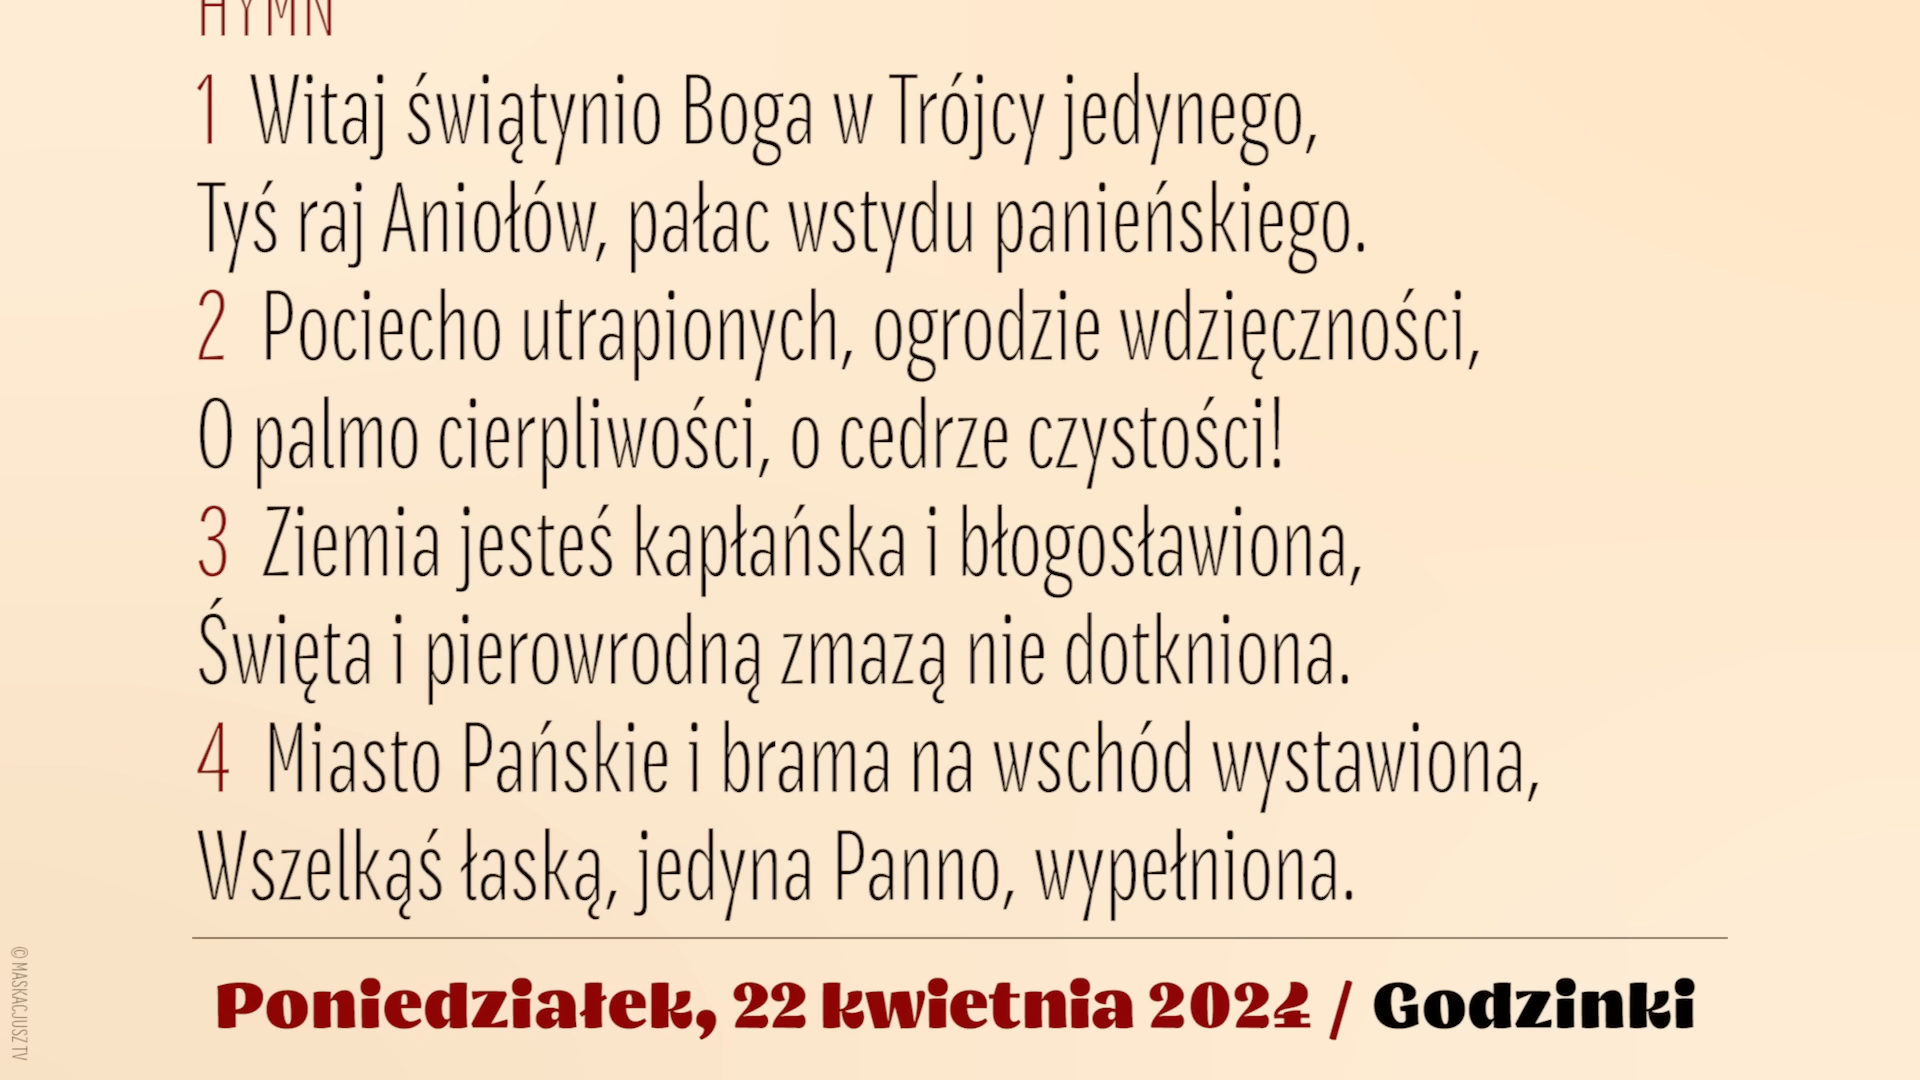 HYMN
1 Witaj świątynio Boga w Trójcy jedynego,
Tyś raj Aniołów, pałac wstydu panieńskiego.
2 Pociecho utrapionych, ogrodzie wdzięczności,
O palmo cierpliwości, o cedrze czystości!
3 Ziemia jesteś kapłańska i błogosławiona,
Święta i pierowrodną zmazą nie dotkniona.
4 Miasto Pańskie i brama na wschód wystawiona,
Wszelkąś łaską, jedyna Panno, wypełniona.
Poniedziałek, 22 kwietnia 2024 / Godzinki
© MASKACJUSZ TV